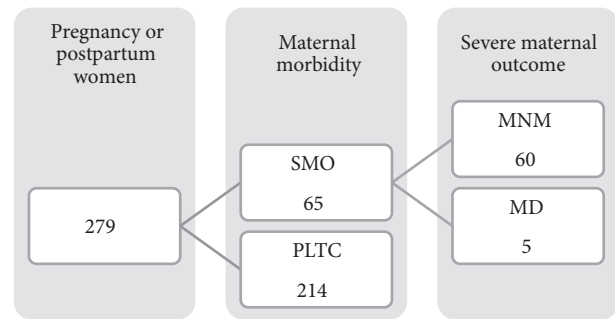 Pregnancy or
postpartum
women
279
Maternal
morbidity
SMO
65
PLTC
214
Severe maternal
outcome
MNM
60
MD
5